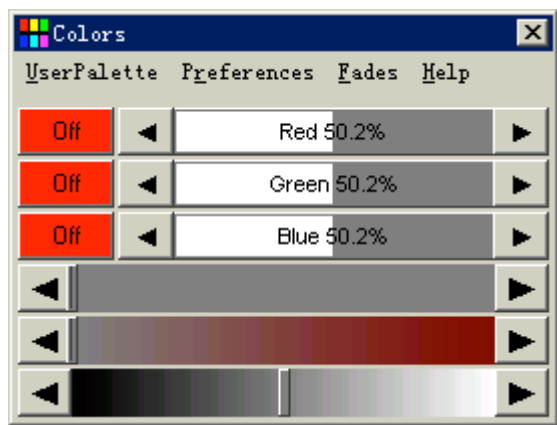 Colors
UserPalette Preferences Fades Help
Off Red 50.2%
Off Green 50.2%
Off Blue 50.2%